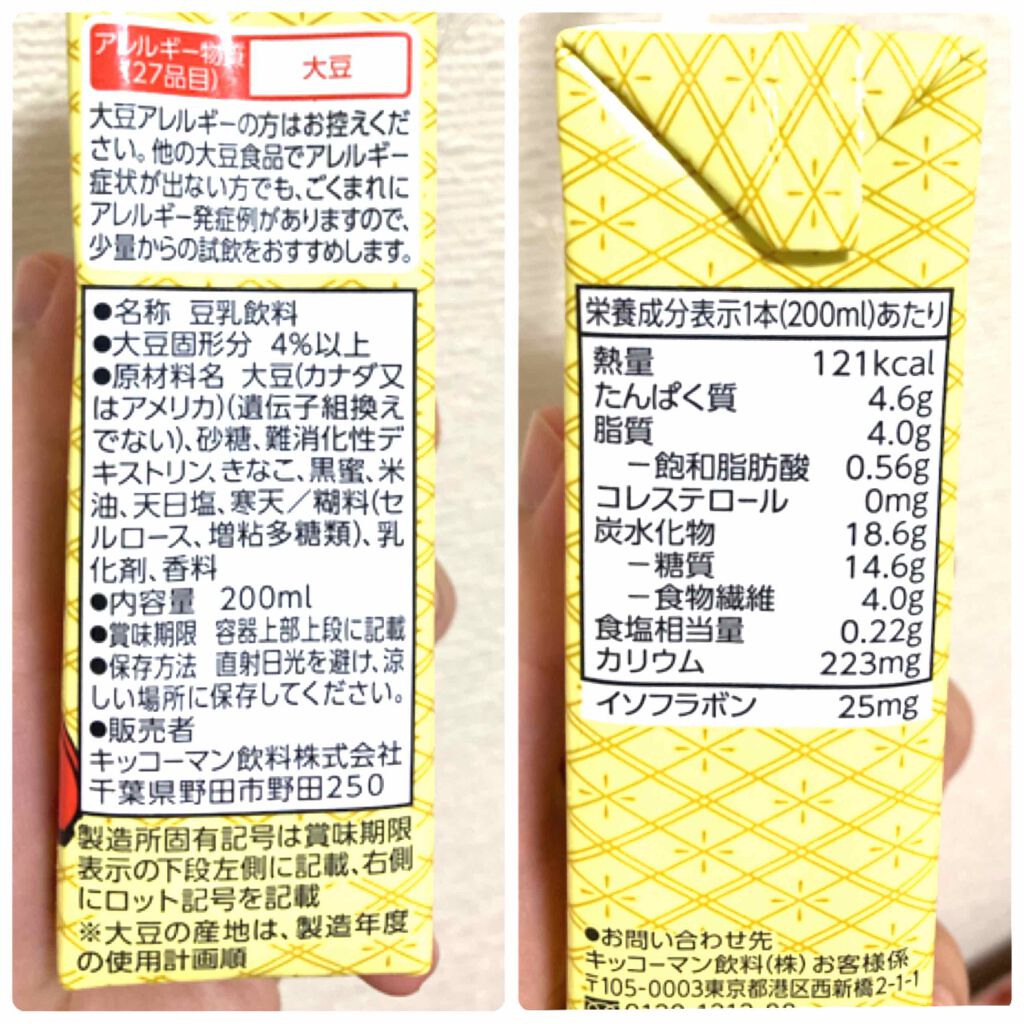 アレルギー物質
(27品目)
大豆
大豆アレルギーの方はお控えくだ
さい。他の大豆食品でアレルギー
症状が出ない方でも、ごくまれに
アレルギー発症例がありますので、
少量からの試飲をおすすめします。
●名称 豆乳飲料
●大豆固形分 4%以上
●原材料名 大豆(カナダ又
はアメリカ)(遺伝子組換え
でない)、砂糖、難消化性デ
キストリン、きなこ、黒蜜、米
油、天日塩、寒天/糊料(セ
ルロース、増粘多糖類)、乳
化剤、香料
●内容量 200ml
●賞味期限 容器上部上段に記載
●保存方法 直射日光を避け、涼
しい場所に保存してください。
●販売者
キッコーマン飲料株式会社
千葉県野田市野田250
製造所固有記号は賞味期限
表示の下段左側に記載、右側
にロット記号を記載
※大豆の産地は、製造年度
の使用計画順
栄養成分表示1本(200ml)あたり
熱量 121kcal
たんぱく質 4.6g
脂質 4.0g
－飽和脂肪酸 0.56g
コレステロール 0mg
炭水化物 18.6g
－糖質 14.6g
－食物繊維 4.0g
食塩相当量 0.22g
カリウム 223mg
イソフラボン 25mg
●お問い合わせ先
キッコーマン飲料(株)お客様係
〒105-0003東京都港区西新橋2-1-1